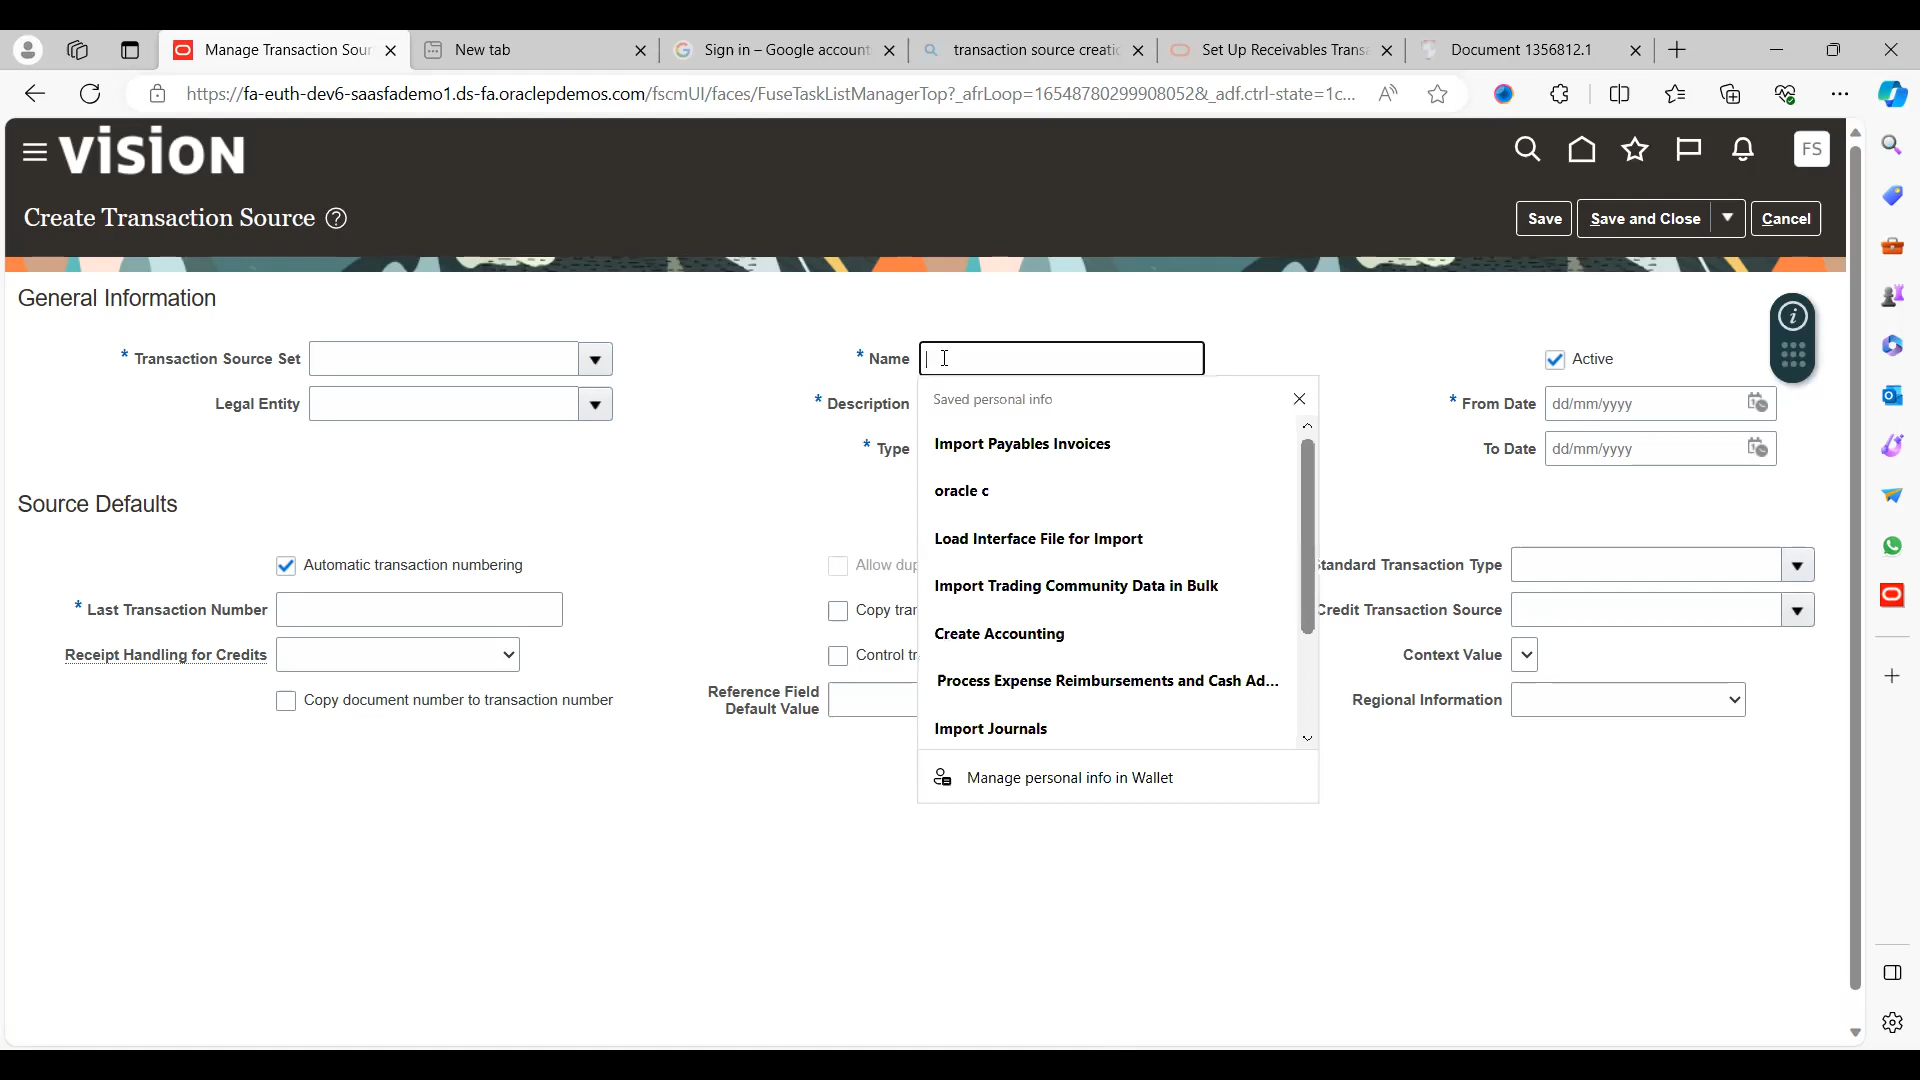 Manage Transaction Sour
New tab
Sign in – Google account
transaction source creatic
Set Up Receivables Transa
Document 1356812.1
https://fa-euth-dev6-saasfademo1.ds-fa.oraclepdemos.com/fscmUI/faces/FuseTaskListManagerTop?_afrLoop=16548780299908052&_adf.ctrl-state=1c...
VISION
FS
Create Transaction Source
Save
Save and Close
Cancel
General Information
* Transaction Source Set
* Name
Active
Legal Entity
* Description
Saved personal info
* From Date
dd/mm/yyyy
* Type
Import Payables Invoices
To Date
dd/mm/yyyy
oracle c
Source Defaults
Load Interface File for Import
Automatic transaction numbering
Allow dup
Standard Transaction Type
Import Trading Community Data in Bulk
* Last Transaction Number
Copy tran
Credit Transaction Source
Create Accounting
Receipt Handling for Credits
Control tr
Context Value
Process Expense Reimbursements and Cash Ad...
Copy document number to transaction number
Reference Field
Default Value
Regional Information
Import Journals
Manage personal info in Wallet